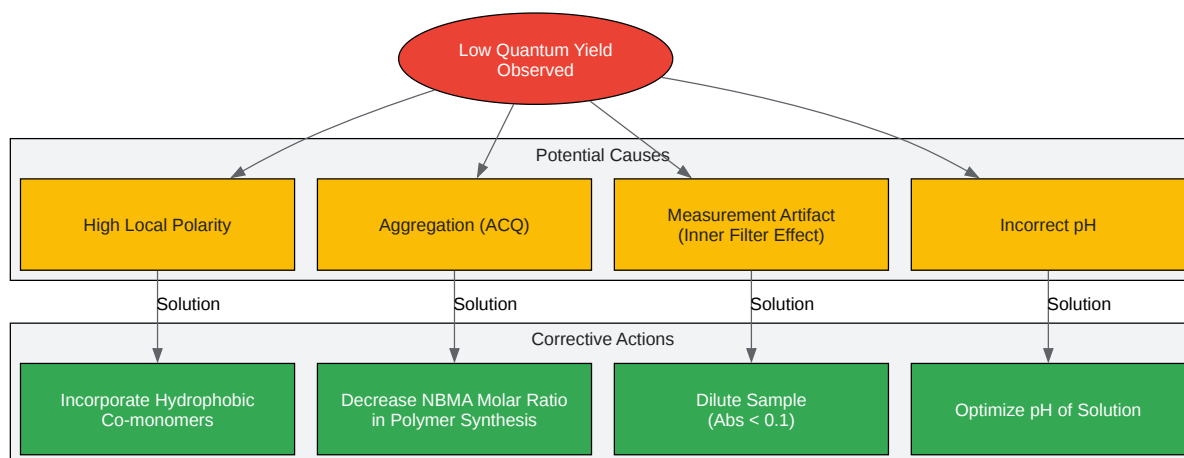 Low Quantum Yield
Observed
Potential Causes
High Local Polarity
Aggregation (ACQ)
Measurement Artifact
(Inner Filter Effect)
Incorrect pH
Solution
Solution
Solution
Solution
Corrective Actions
Incorporate Hydrophobic
Co-monomers
Decrease NBMA Molar Ratio
in Polymer Synthesis
Dilute Sample
(Abs < 0.1)
Optimize pH of Solution